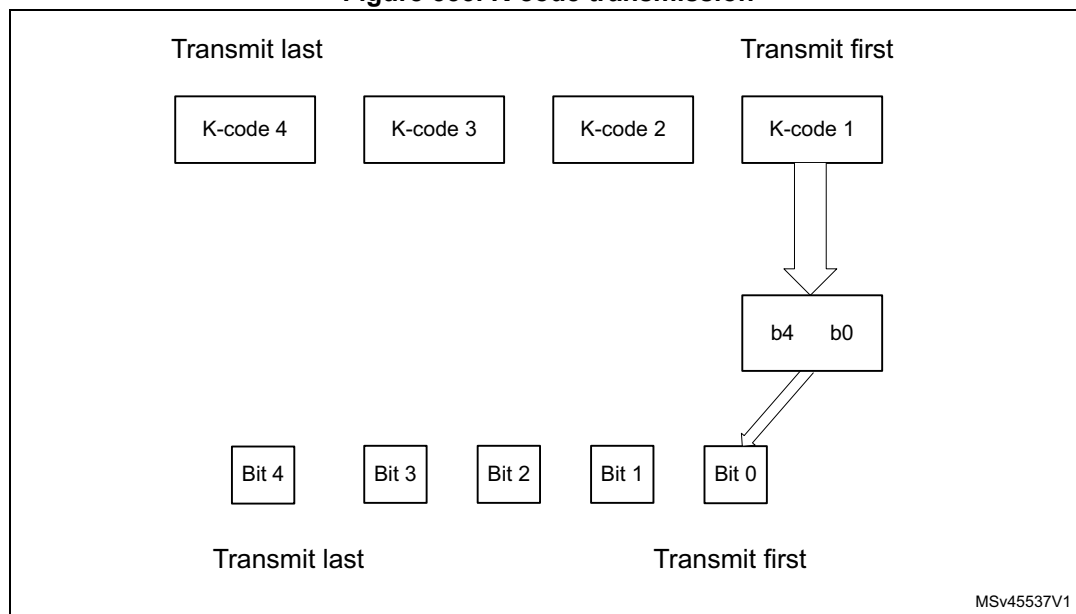 Transmit last Transmit first
K-code 4 K-code 3 K-code 2 K-code 1
b4 b0
Bit 4 Bit 3 Bit 2 Bit 1 Bit 0
Transmit last Transmit first
MSv45537V1